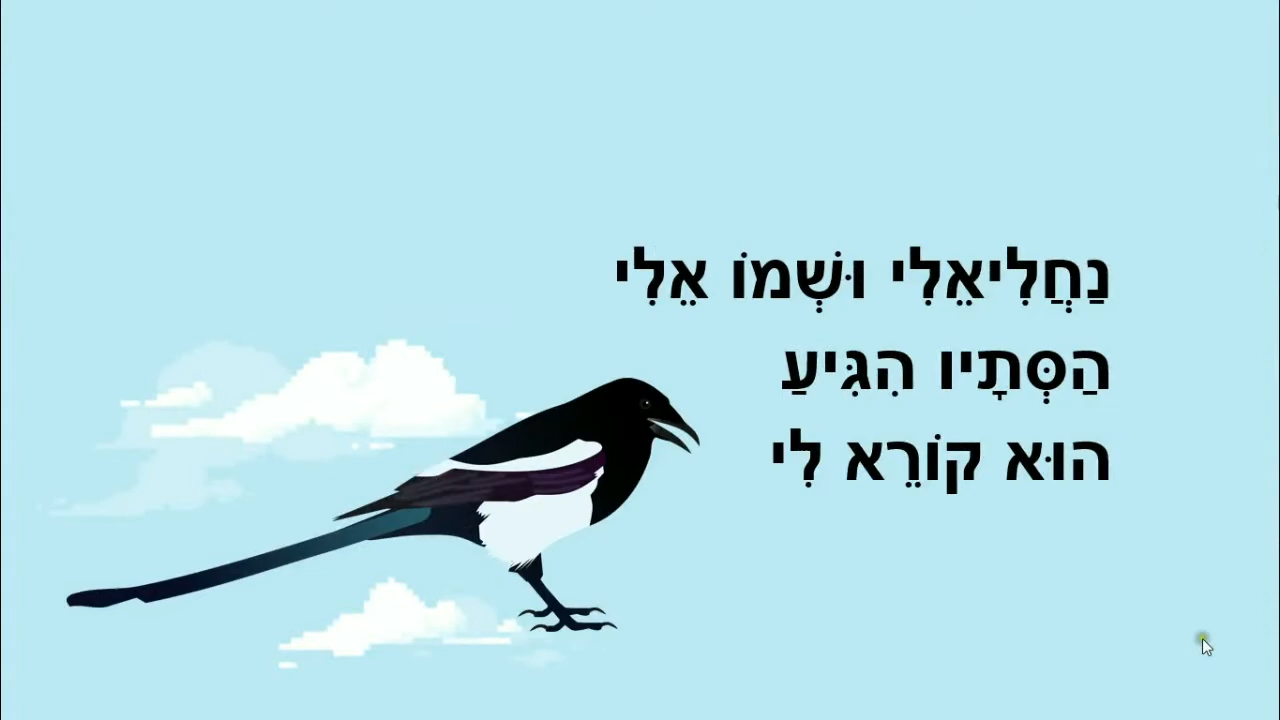 נַחֲלִיאֵלִי וּשְׁמוֹ אֵלִי
הַסְּתָיו הִגִּיעַ
הוּא קוֹרֵא לִי